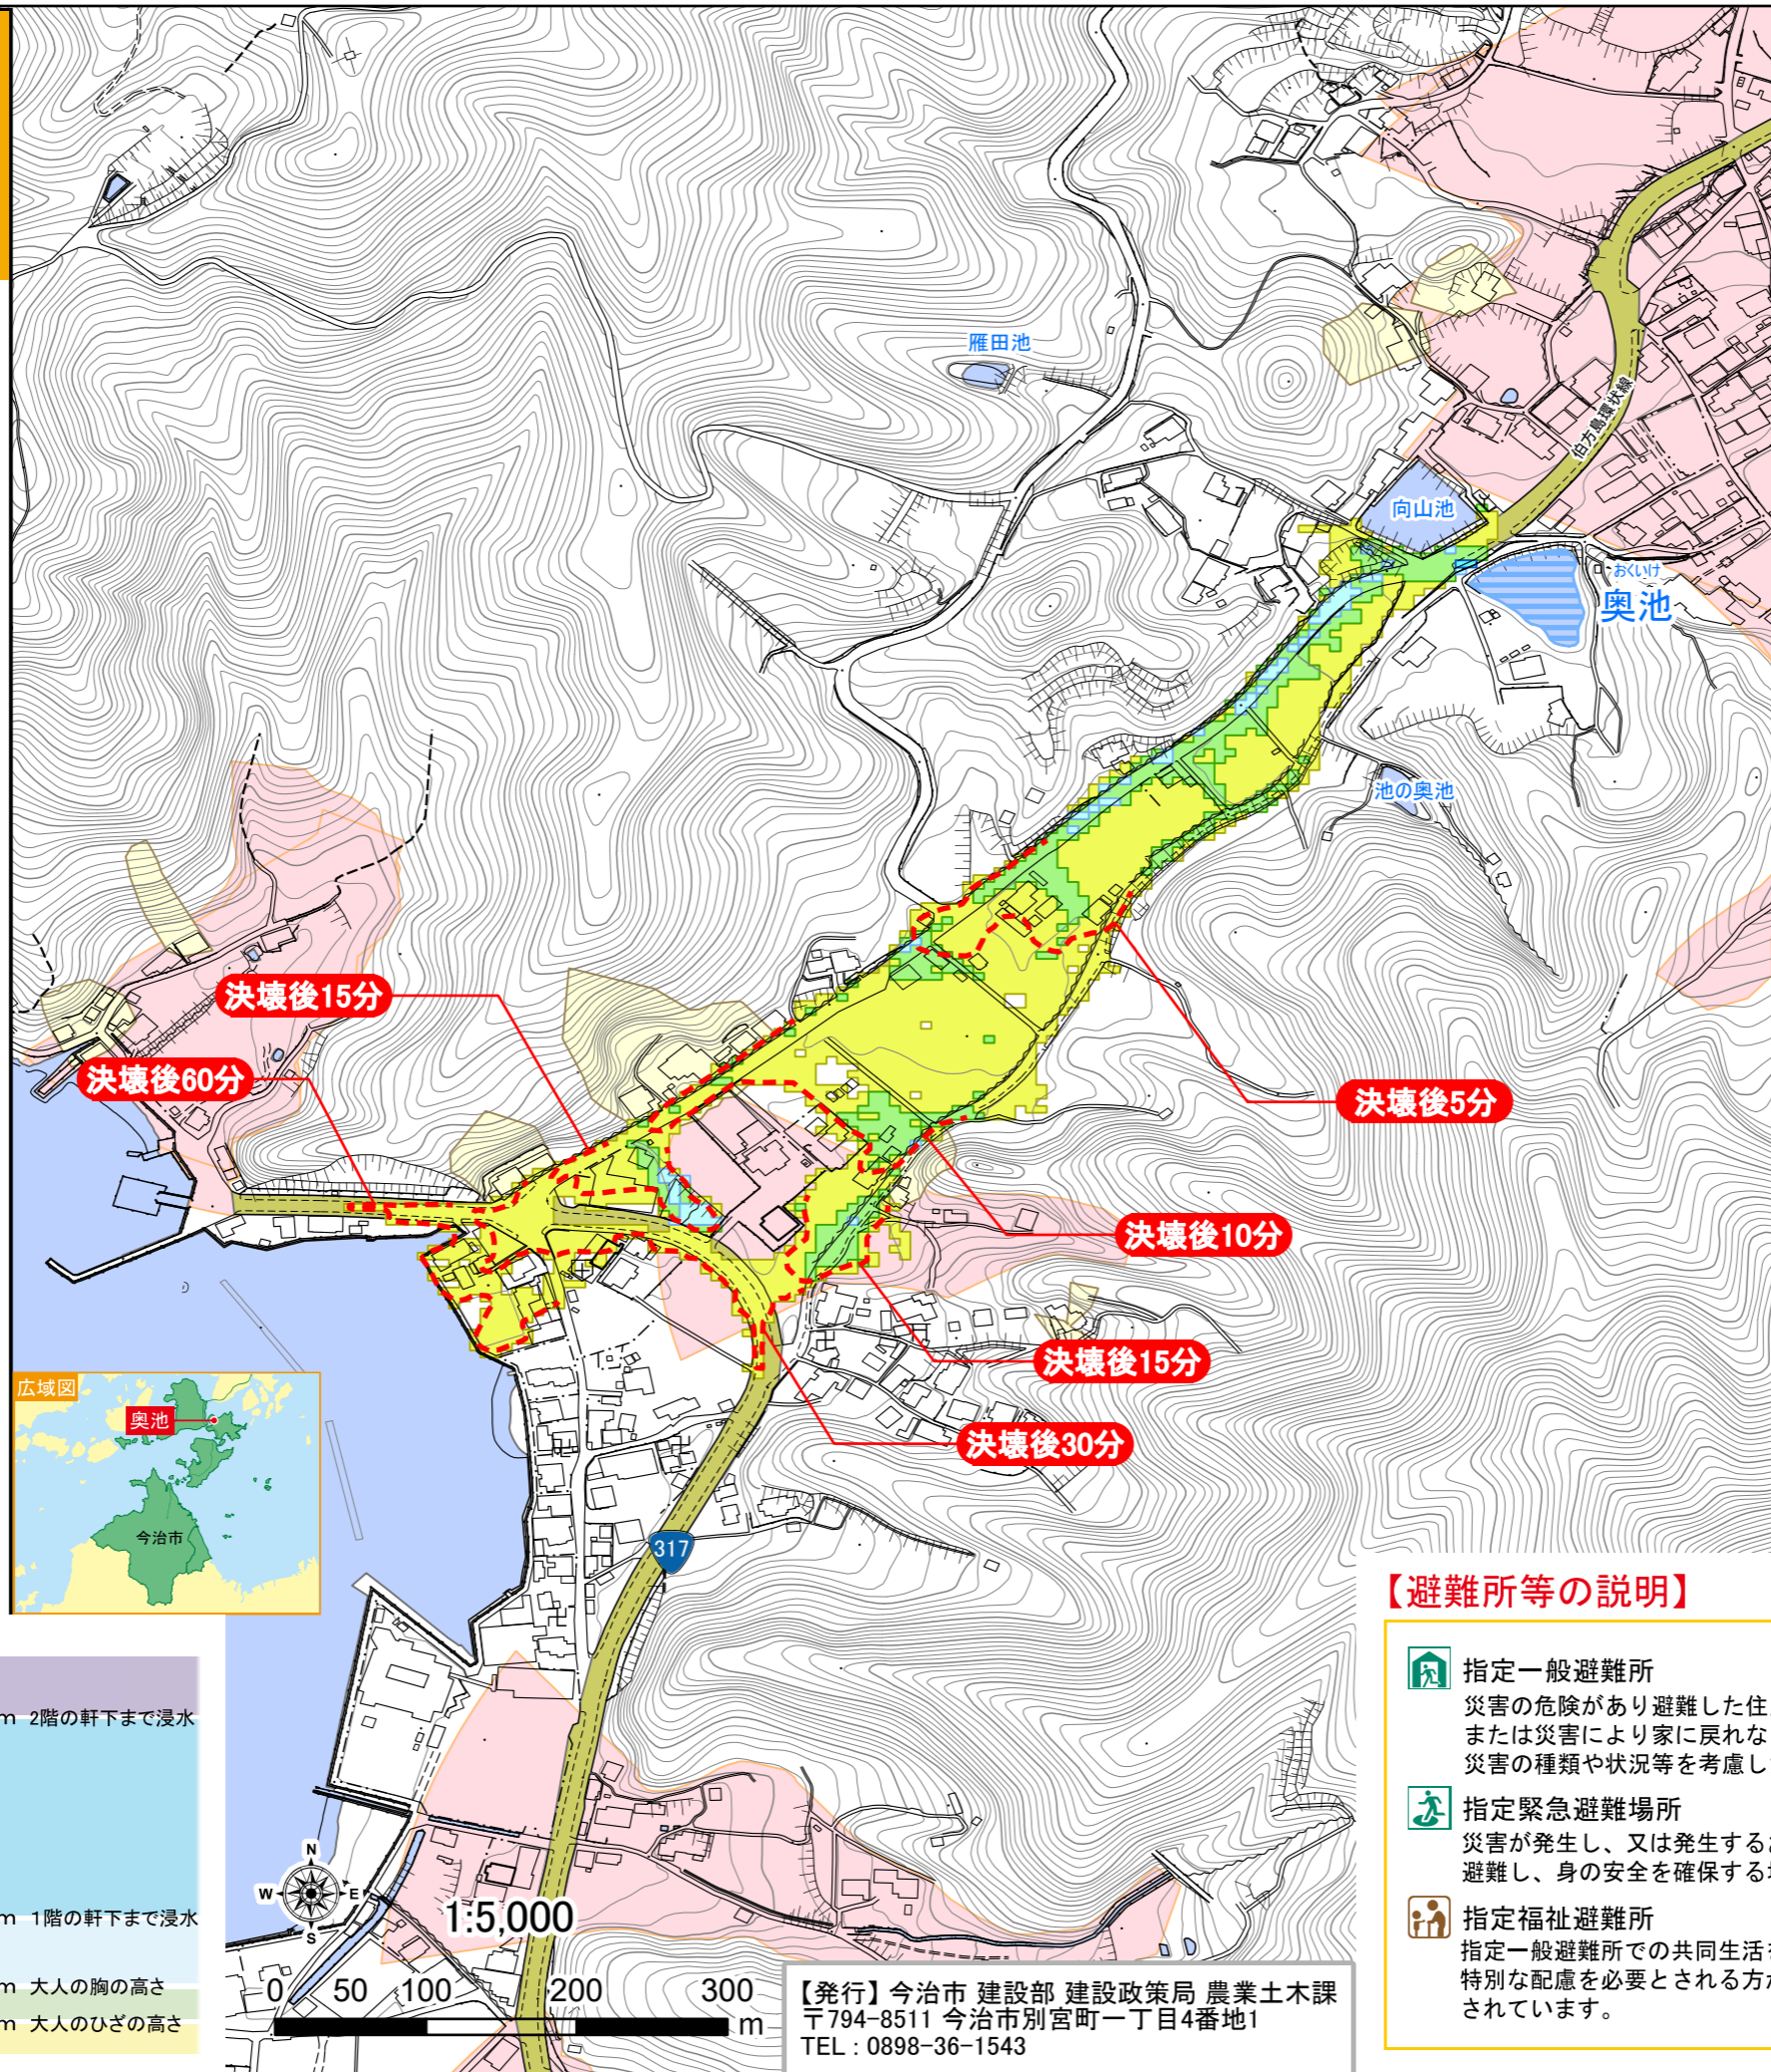 雁田池
伯方島環状線
向山池
おくいけ
奥池
池の奥池
決壊後15分
決壊後60分
決壊後5分
決壊後10分
決壊後15分
決壊後30分
広域図
奥池
今治市
317
m 2階の軒下まで浸水
m 1階の軒下まで浸水
m 大人の胸の高さ
m 大人のひざの高さ
N
W E
S
1:5,000
0 50 100 200 300
m
【発行】今治市 建設部 建設政策局 農業土木課
〒794-8511 今治市別宮町一丁目4番地1
TEL：0898-36-1543
【避難所等の説明】
指定一般避難所
災害の危険があり避難した住
または災害により家に戻れな
災害の種類や状況等を考慮し
指定緊急避難場所
災害が発生し、又は発生する
避難し、身の安全を確保する
指定福祉避難所
指定一般避難所での共同生活
特別な配慮を必要とされる方
されています。